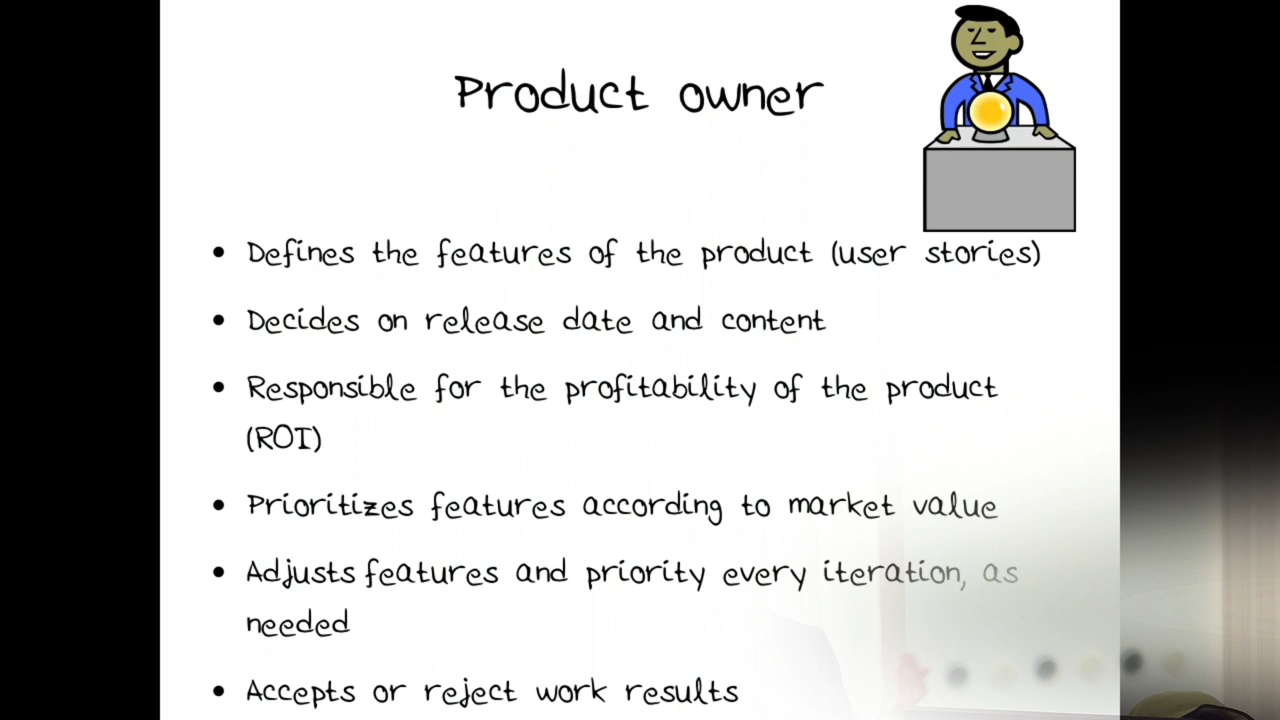 Product owner
• Defines the features of the product (user stories)
• Decides on release date and content
• Responsible for the profitability of the product
(ROI)
• Prioritizes features according to market value
• Adjusts features and priority every iteration, as
needed
• Accepts or reject work results